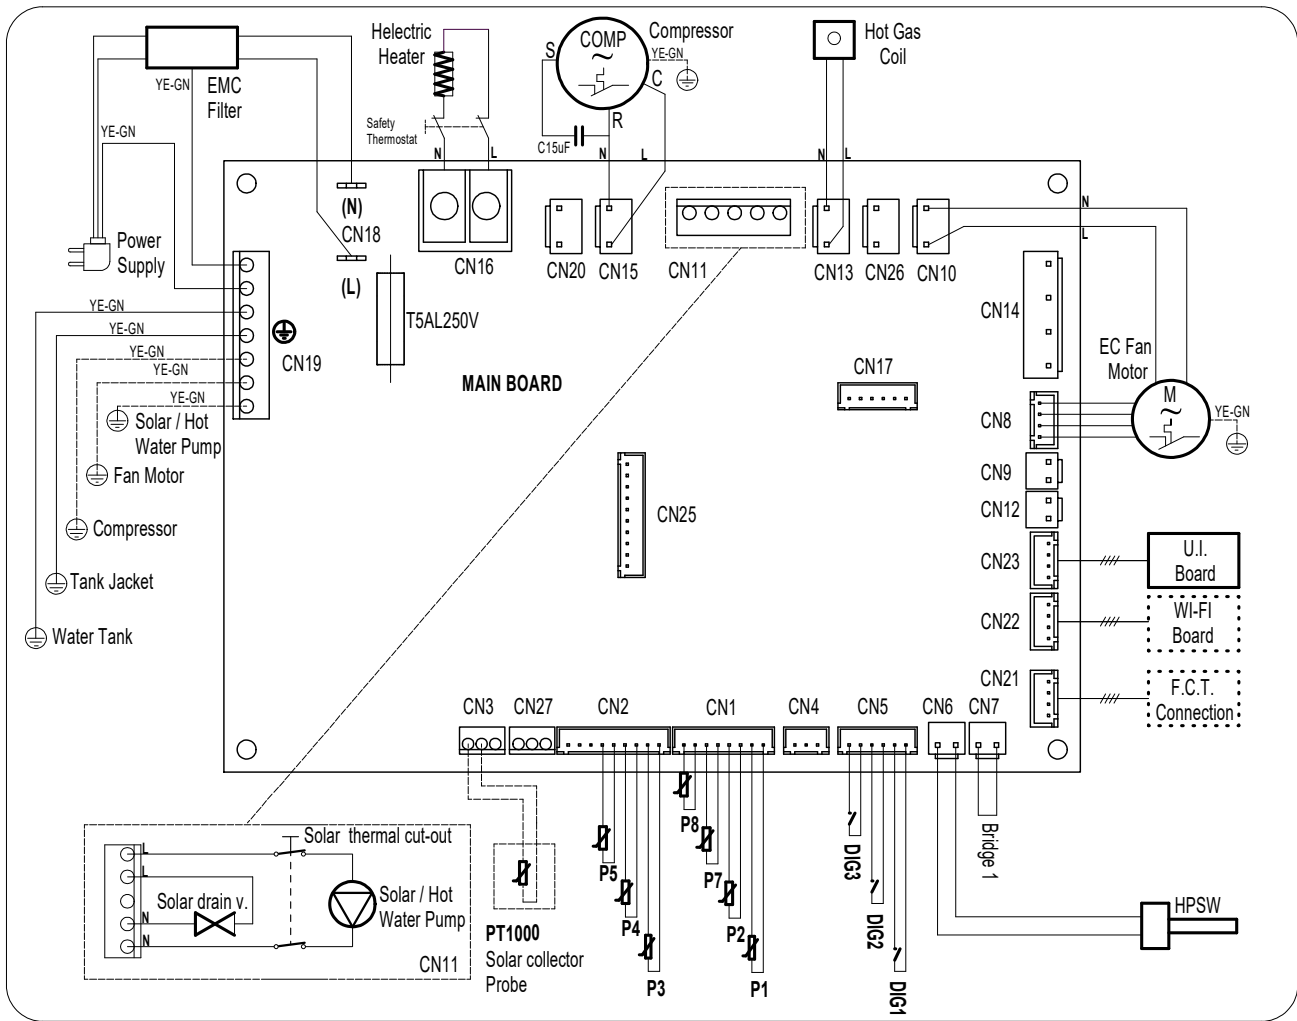 Helectric
Heater
S
COMP
~
Compressor
YE-GN
C
R
C15uF
Hot Gas
Coil
EMC
Filter
YE-GN
YE-GN
Safety
Thermostat
N
L
N
L
N
L
N
L
(N)
CN18
(L)
CN16
CN20
CN15
CN11
CN13
CN26
CN10
Power
Supply
YE-GN
YE-GN
YE-GN
YE-GN
YE-GN
CN19
T5AL250V
MAIN BOARD
CN17
CN14
EC Fan
Motor
M
~
YE-GN
CN8
CN9
CN12
CN23
CN22
CN21
U.I.
Board
WI-FI
Board
F.C.T.
Connection
Solar / Hot
Water Pump
Fan Motor
Compressor
Tank Jacket
Water Tank
CN25
CN3
CN27
CN2
CN1
CN4
CN5
CN6
CN7
P5
P4
P3
P8
P7
P2
P1
DIG3
DIG2
DIG1
Bridge 1
HPSW
L
L
N
N
Solar thermal cut-out
Solar drain v.
Solar / Hot
Water Pump
CN11
PT1000
Solar collector
Probe